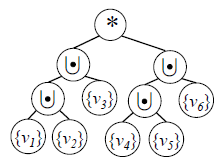 *
⊍ ⊍
⊍ {v₃} ⊍ {v₆}
{v₁} {v₂} {v₄} {v₅}